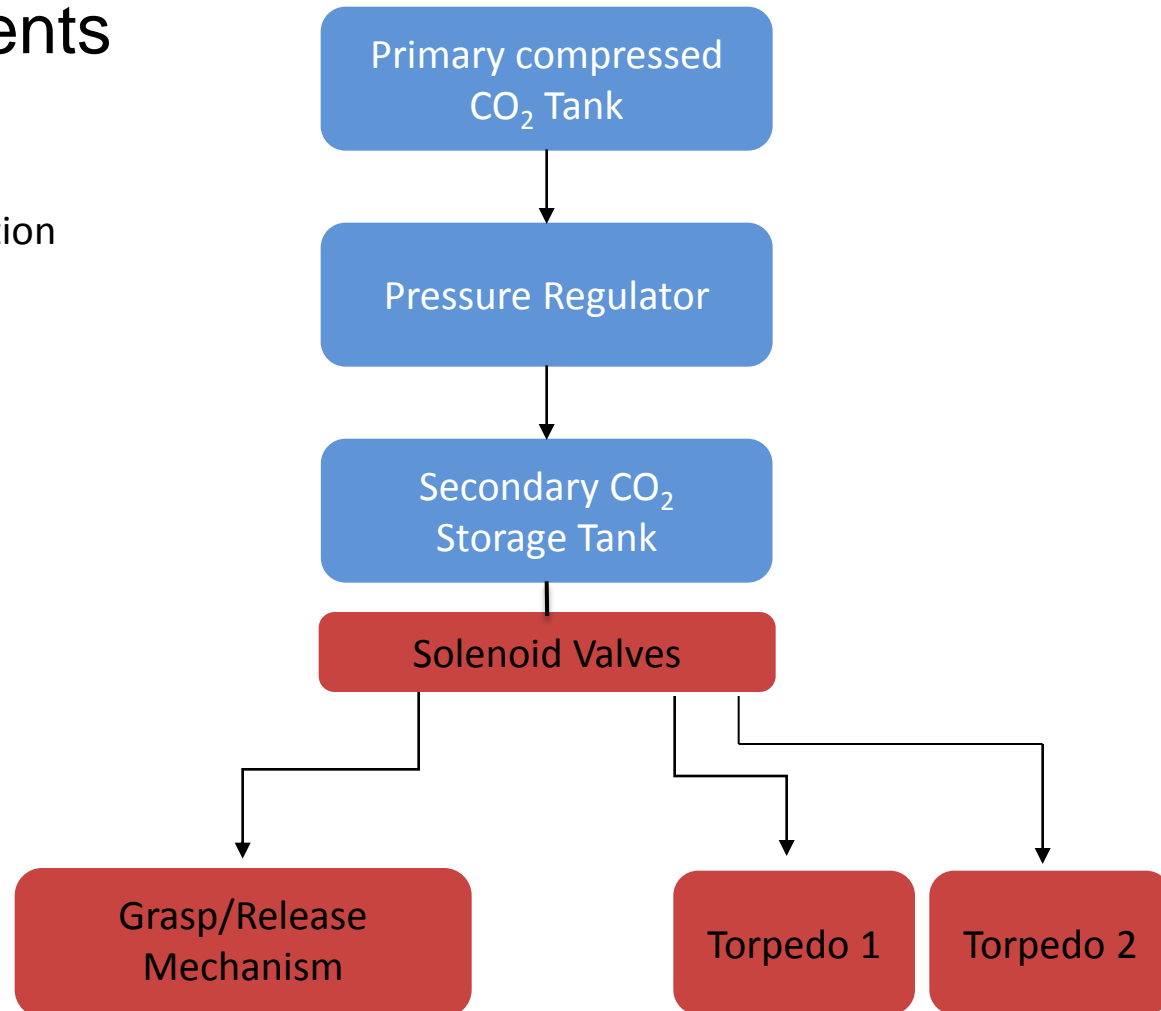 ents
Primary compressed
CO₂ Tank
tion
Pressure Regulator
Secondary CO₂
Storage Tank
Solenoid Valves
Grasp/Release
Mechanism
Torpedo 1
Torpedo 2